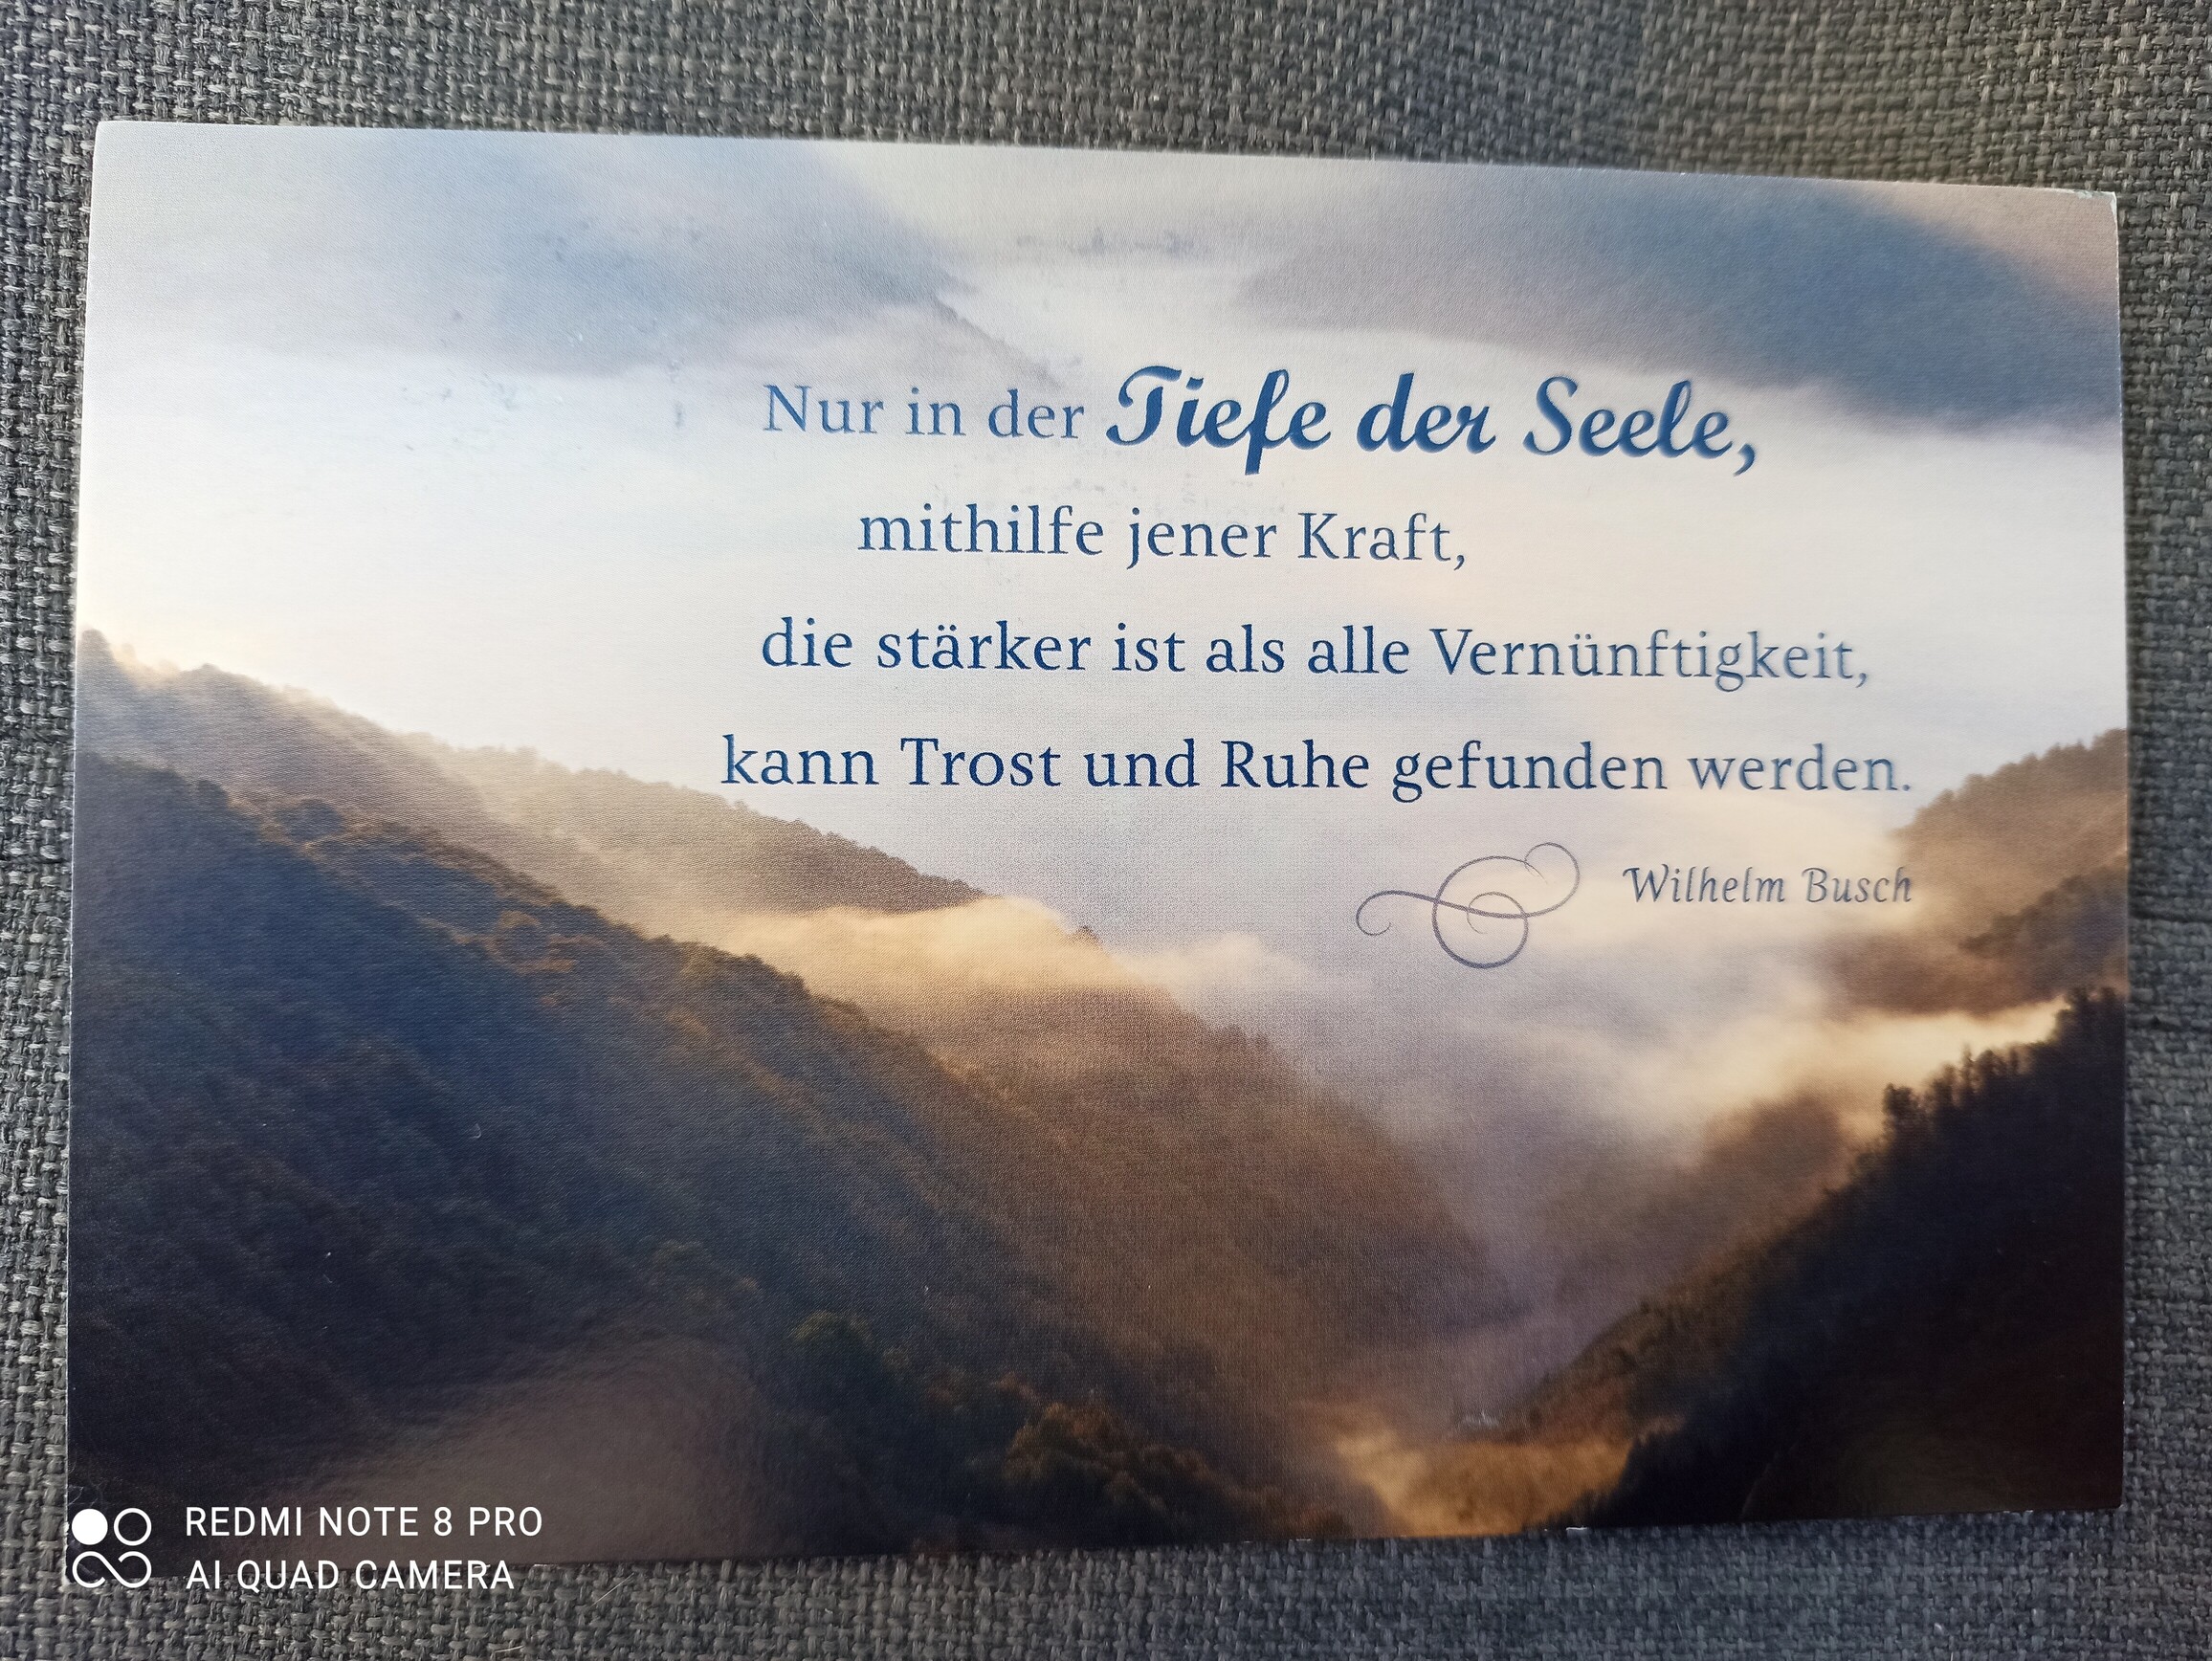 Nur in der Tiefe der Seele,
mithilfe jener Kraft,
die stärker ist als alle Vernünftigkeit,
kann Trost und Ruhe gefunden werden.
Wilhelm Busch
REDMI NOTE 8 PRO
AI QUAD CAMERA